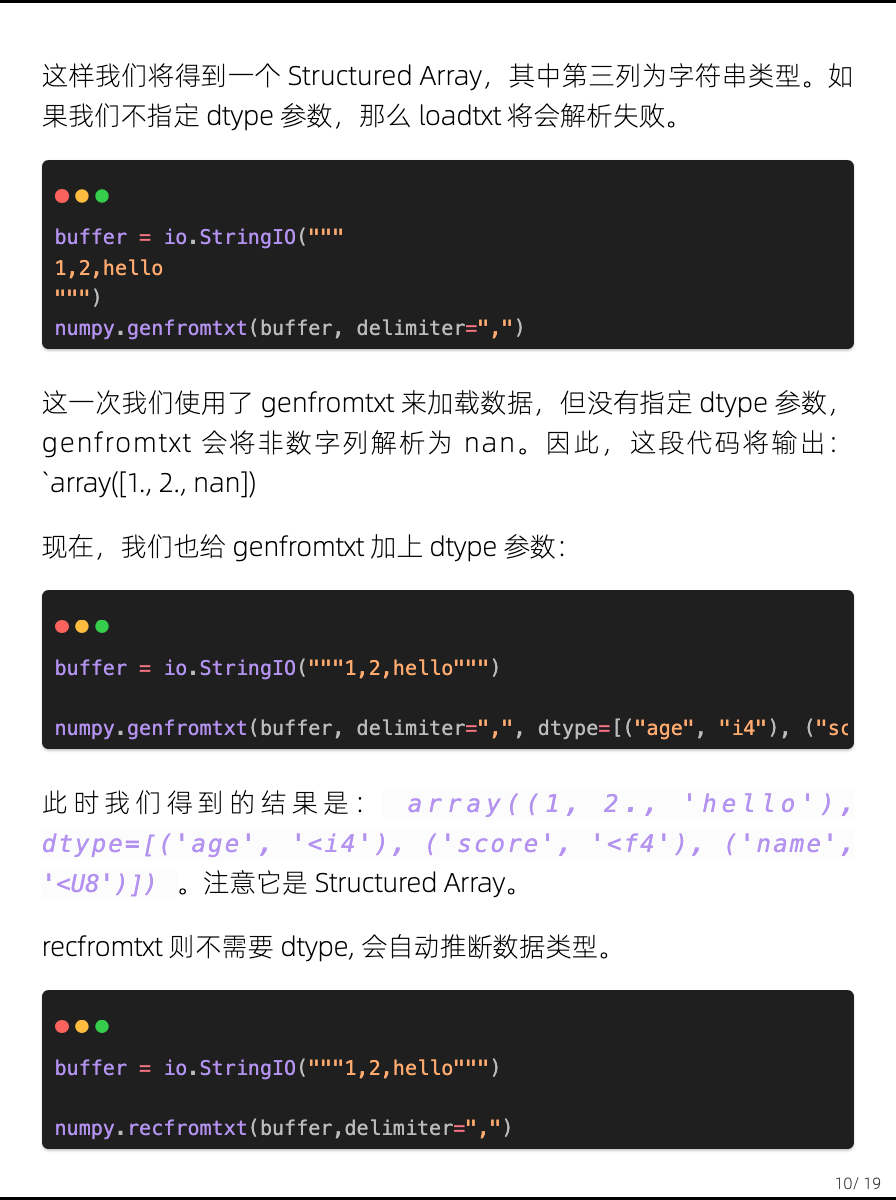 这样我们将得到一个 Structured Array，其中第三列为字符串类型。如
果我们不指定 dtype 参数，那么 loadtxt 将会解析失败。
buffer = io.StringIO("""
1,2,hello
""")
numpy.genfromtxt(buffer, delimiter=",")
这一次我们使用了 genfromtxt 来加载数据，但没有指定 dtype 参数，
genfromtxt 会将非数字列解析为 nan。因此，这段代码将输出：
`array([1., 2., nan])
现在，我们也给 genfromtxt 加上 dtype 参数：
buffer = io.StringIO("""1,2,hello""")
numpy.genfromtxt(buffer, delimiter=",", dtype=[("age", "i4"), ("sc
此时我们得到的结果是： array((1, 2., 'hello'),
dtype=[('age', '<i4'), ('score', '<f4'), ('name',
'<U8')]) 。注意它是 Structured Array。
recfromtxt 则不需要 dtype, 会自动推断数据类型。
buffer = io.StringIO("""1,2,hello""")
numpy.recfromtxt(buffer,delimiter=",")
10/ 19